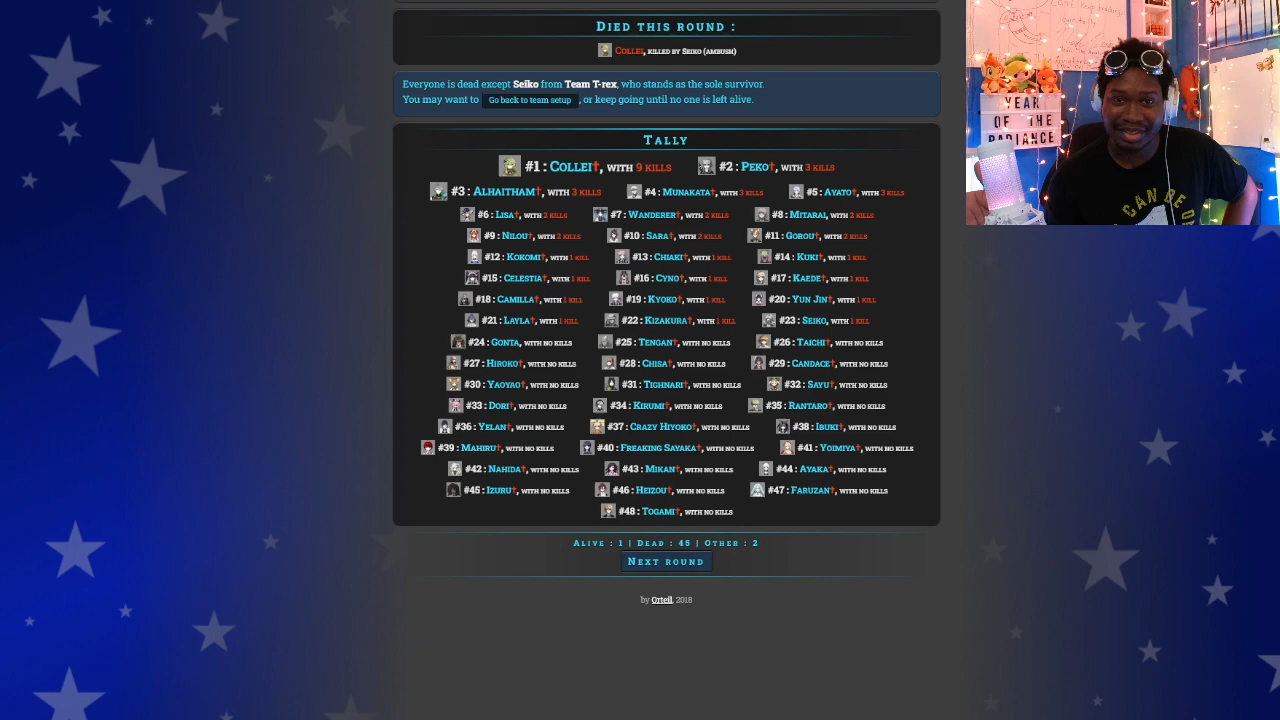 Died this round :
Collei, killed by Seiko (ambush)
Everyone is dead except Seiko from Team T-rex, who stands as the sole survivor.
You may want to Go back to team setup, or keep going until no one is left alive.
Tally
#1 : Collei†, with 9 kills #2 : Peko†, with 3 kills
#3 : Alhaitham†, with 3 kills #4 : Munakata†, with 3 kills #5 : Ayato†, with 3 kills
#6 : Lisa†, with 2 kills #7 : Wanderer†, with 2 kills #8 : Mitarai, with 2 kills
#9 : Nilou†, with 2 kills #10 : Sara†, with 2 kills #11 : Gorou†, with 2 kills
#12 : Kokomi†, with 1 kill #13 : Chiaki†, with 1 kill #14 : Kuki†, with 1 kill
#15 : Celestia†, with 1 kill #16 : Cyno†, with 1 kill #17 : Kaede†, with 1 kill
#18 : Camilla†, with 1 kill #19 : Kyoko†, with 1 kill #20 : Yun Jin†, with 1 kill
#21 : Layla†, with 1 kill #22 : Kizakura†, with 1 kill #23 : Seiko, with 1 kill
#24 : Gonta, with no kills #25 : Tengan†, with no kills #26 : Taichi†, with no kills
#27 : Hiroko†, with no kills #28 : Chisa†, with no kills #29 : Candace†, with no kills
#30 : Yaoyao†, with no kills #31 : Tighnari†, with no kills #32 : Sayu†, with no kills
#33 : Dori†, with no kills #34 : Kirumi†, with no kills #35 : Rantaro†, with no kills
#36 : Yelan†, with no kills #37 : Crazy Hiyoko†, with no kills #38 : Ibuki†, with no kills
#39 : Mahiru†, with no kills #40 : Freaking Sayaka†, with no kills #41 : Yoimiya†, with no kills
#42 : Nahida†, with no kills #43 : Mikan†, with no kills #44 : Ayaka†, with no kills
#45 : Izuru†, with no kills #46 : Heizou†, with no kills #47 : Faruzan†, with no kills
#48 : Togami†, with no kills
Alive : 1 | Dead : 45 | Other : 2
Next round
by Orteil, 2018
YEAR
OF THE
RADIANCE
CAN BE